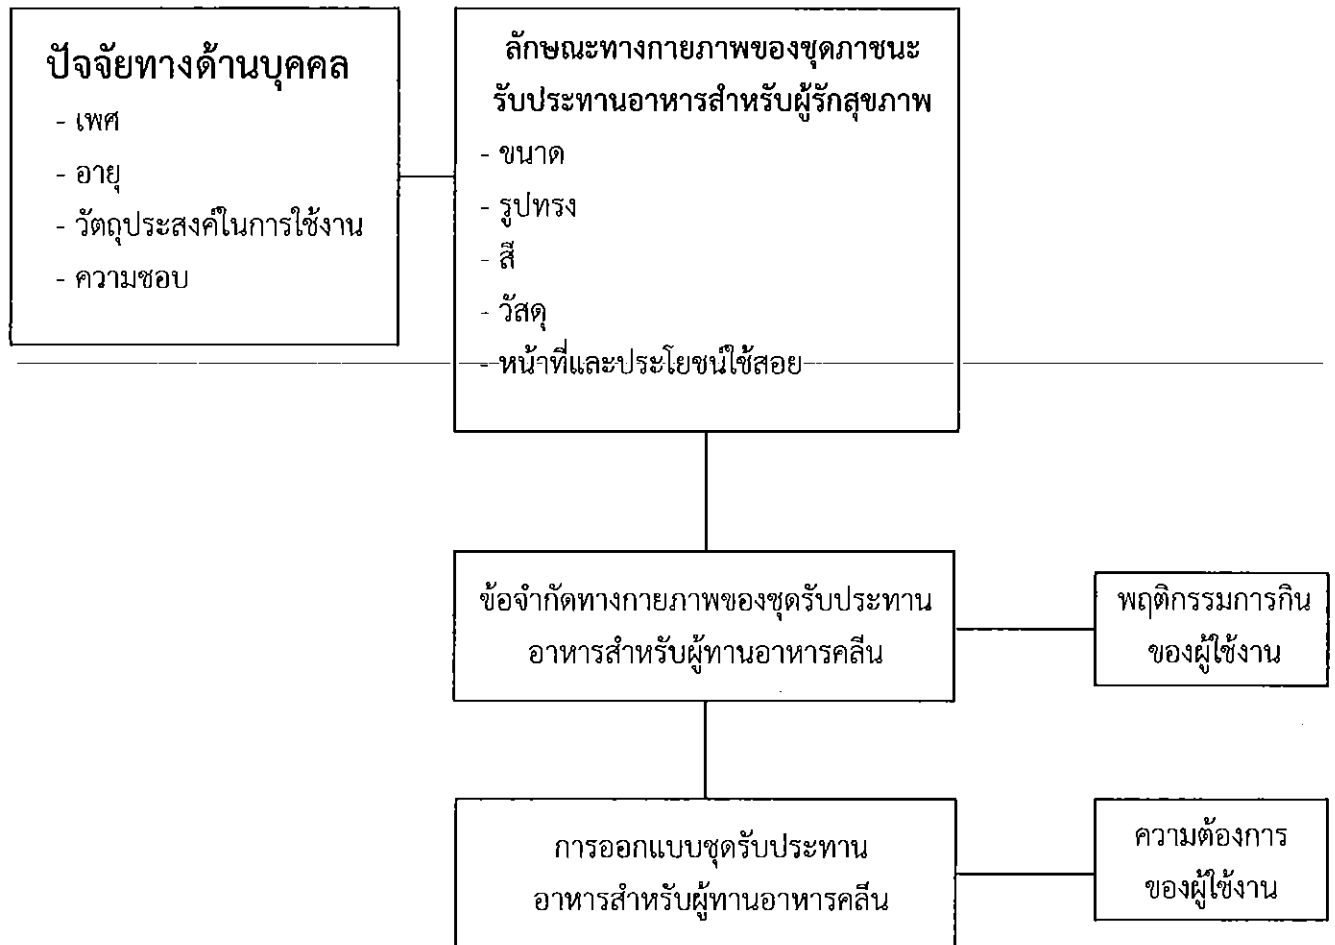 ปัจจัยทางด้านบุคคล
- เพศ
- อายุ
- วัตถุประสงค์ในการใช้งาน
- ความชอบ
ลักษณะทางกายภาพของชุดภาชนะ
รับประทานอาหารสำหรับผู้รักสุขภาพ
- ขนาด
- รูปทรง
- สี
- วัสดุ
- หน้าที่และประโยชน์ใช้สอย
ข้อจำกัดทางกายภาพของชุดรับประทาน
อาหารสำหรับผู้ทานอาหารคลีน
พฤติกรรมการกิน
ของผู้ใช้งาน
การออกแบบชุดรับประทาน
อาหารสำหรับผู้ทานอาหารคลีน
ความต้องการ
ของผู้ใช้งาน